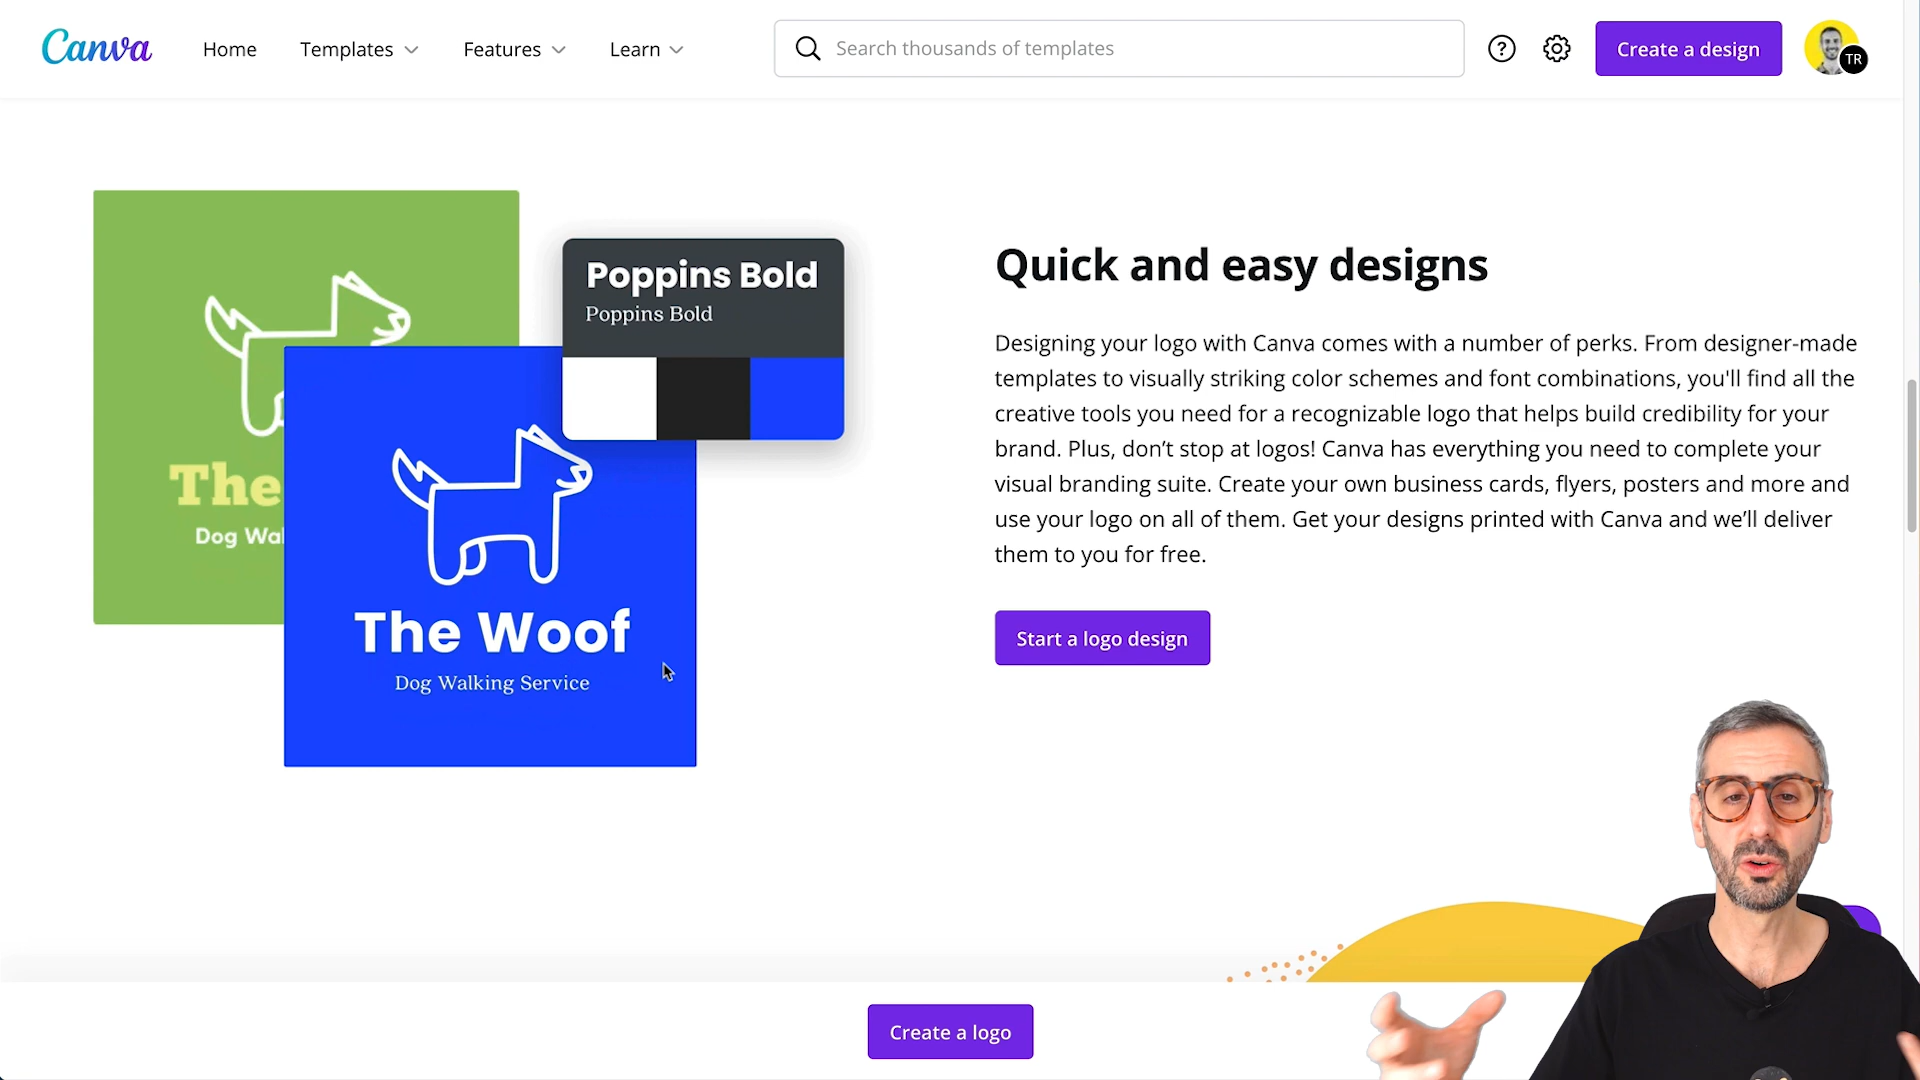 Canva
Home
Templates
Features
Learn
Search thousands of templates
?
Create a design
TR
The
Dog Wal
Poppins Bold
Poppins Bold
The Woof
Dog Walking Service
Quick and easy designs
Designing your logo with Canva comes with a number of perks. From designer-made
templates to visually striking color schemes and font combinations, you'll find all the
creative tools you need for a recognizable logo that helps build credibility for your
brand. Plus, don’t stop at logos! Canva has everything you need to complete your
visual branding suite. Create your own business cards, flyers, posters and more and
use your logo on all of them. Get your designs printed with Canva and we’ll deliver
them to you for free.
Start a logo design
Create a logo